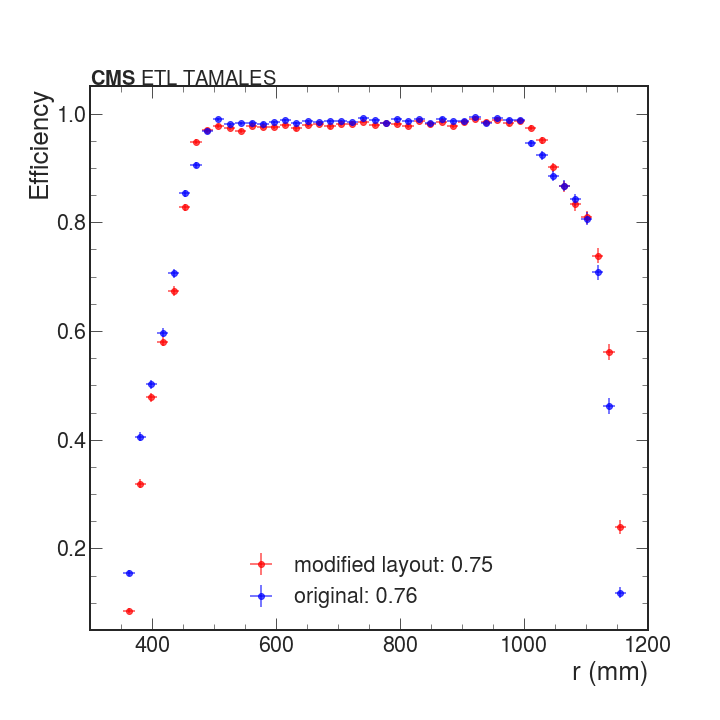 CMS ETL TAMALES
Efficiency
1.0
0.8
0.6
0.4
0.2
modified layout: 0.75
original: 0.76
400 600 800 1000 1200
r (mm)